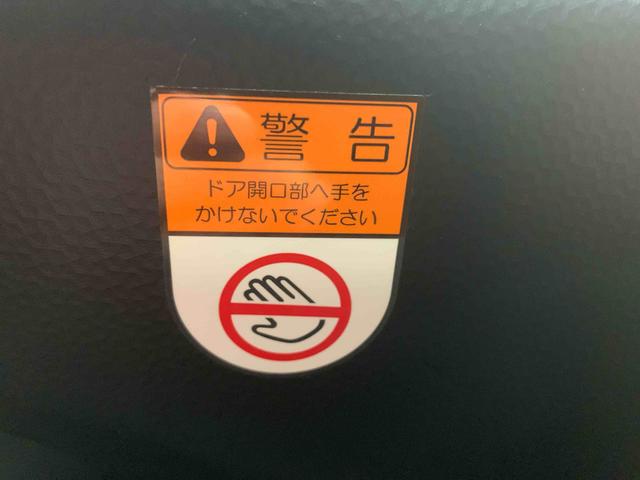 警告
ドア開口部へ手を
かけないでください